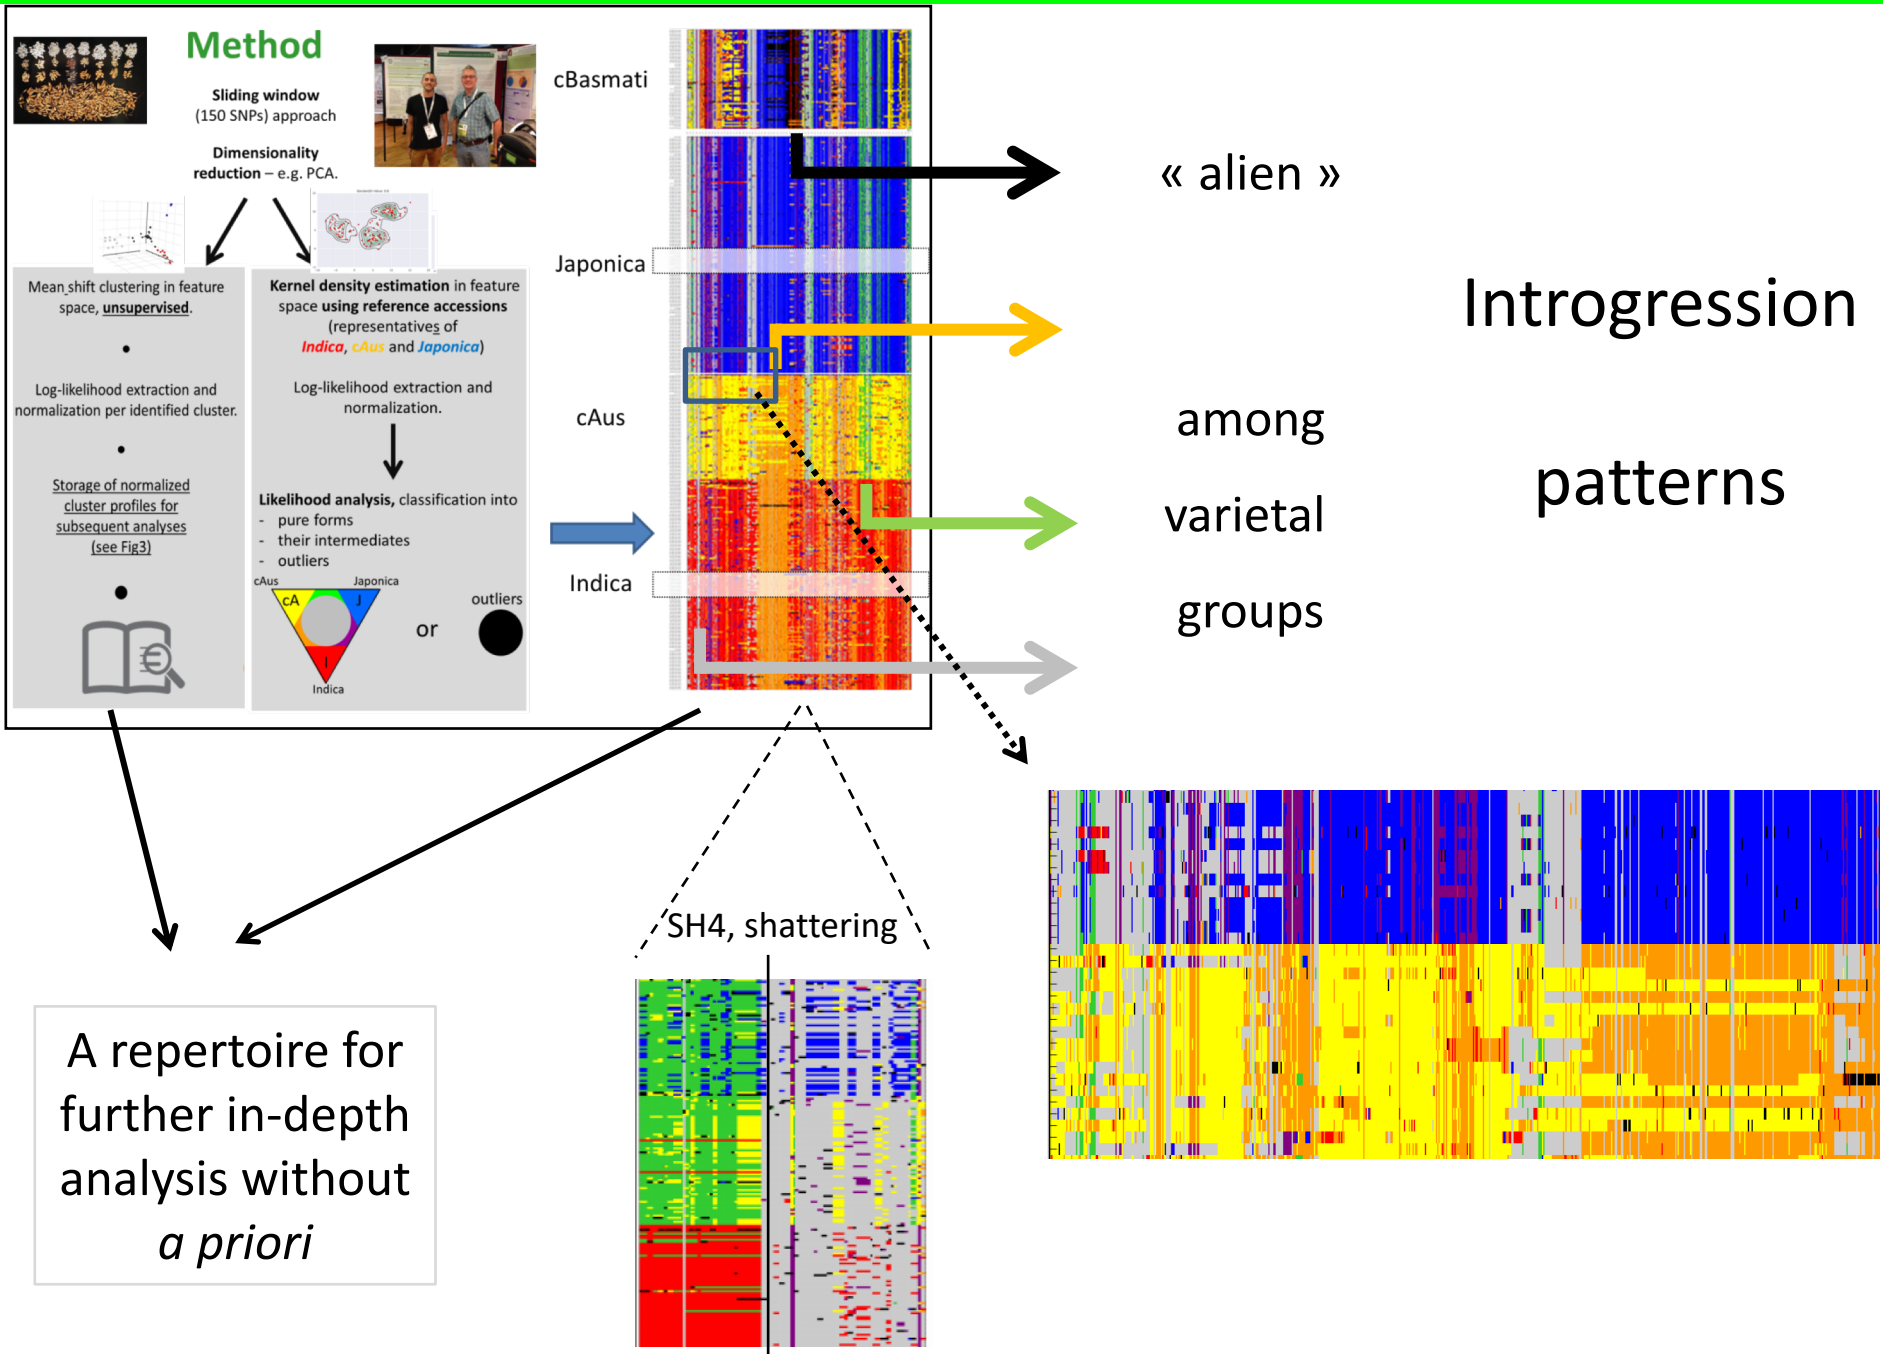 Method
Sliding window
(150 SNPs) approach
Dimensionality
reduction – e.g. PCA.
Mean shift clustering in feature
space, unsupervised.
•
Log-likelihood extraction and
normalization per identified cluster.
•
Storage of normalized
cluster profiles for
subsequent analyses
(see Fig3)
•
Kernel density estimation in feature
space using reference accessions
(representatives of
Indica, cAus and Japonica)
Log-likelihood extraction and
normalization.
Likelihood analysis, classification into
- pure forms
- their intermediates
- outliers
cAus
Japonica
cA
J
I
Indica
or
outliers
cBasmati
Japonica
cAus
Indica
« alien »
Introgression
patterns
among
varietal
groups
SH4, shattering
A repertoire for
further in-depth
analysis without
a priori